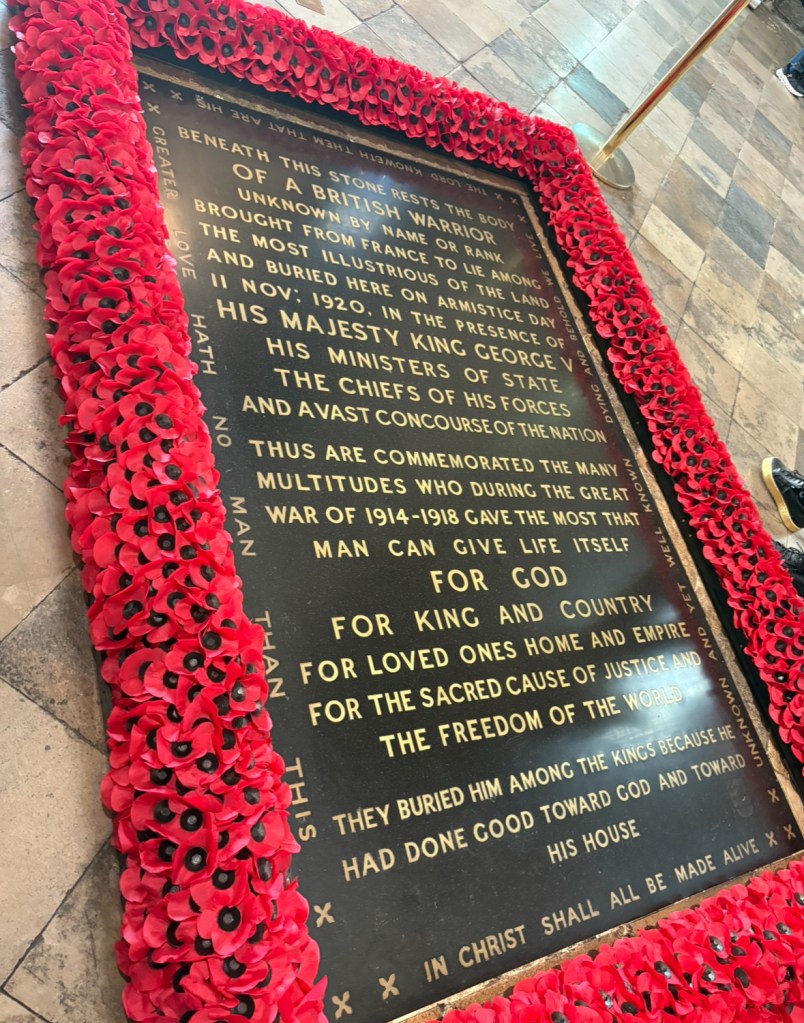 BENEATH THIS STONE RESTS THE BODY
OF A BRITISH WARRIOR
UNKNOWN BY NAME OR RANK
BROUGHT FROM FRANCE TO LIE AMONG
THE MOST ILLUSTRIOUS OF THE LAND
AND BURIED HERE ON ARMISTICE DAY
11 NOV: 1920, IN THE PRESENCE OF
HIS MAJESTY KING GEORGE V
HIS MINISTERS OF STATE
THE CHIEFS OF HIS FORCES
AND A VAST CONCOURSE OF THE NATION
THUS ARE COMMEMORATED THE MANY
MULTITUDES WHO DURING THE GREAT
WAR OF 1914-1918 GAVE THE MOST THAT
MAN CAN GIVE LIFE ITSELF
FOR GOD
FOR KING AND COUNTRY
FOR LOVED ONES HOME AND EMPIRE
FOR THE SACRED CAUSE OF JUSTICE AND
THE FREEDOM OF THE WORLD
THEY BURIED HIM AMONG THE KINGS BECAUSE HE
HAD DONE GOOD TOWARD GOD AND TOWARD
HIS HOUSE
X X THE LORD KNOWETH THEM THAT ARE HIS X X
GREATER LOVE HATH NO MAN THAN THIS
X UNKNOWN AND YET WELL KNOWN DYING AND BEHOLD WE LIVE X
X X IN CHRIST SHALL ALL BE MADE ALIVE X X